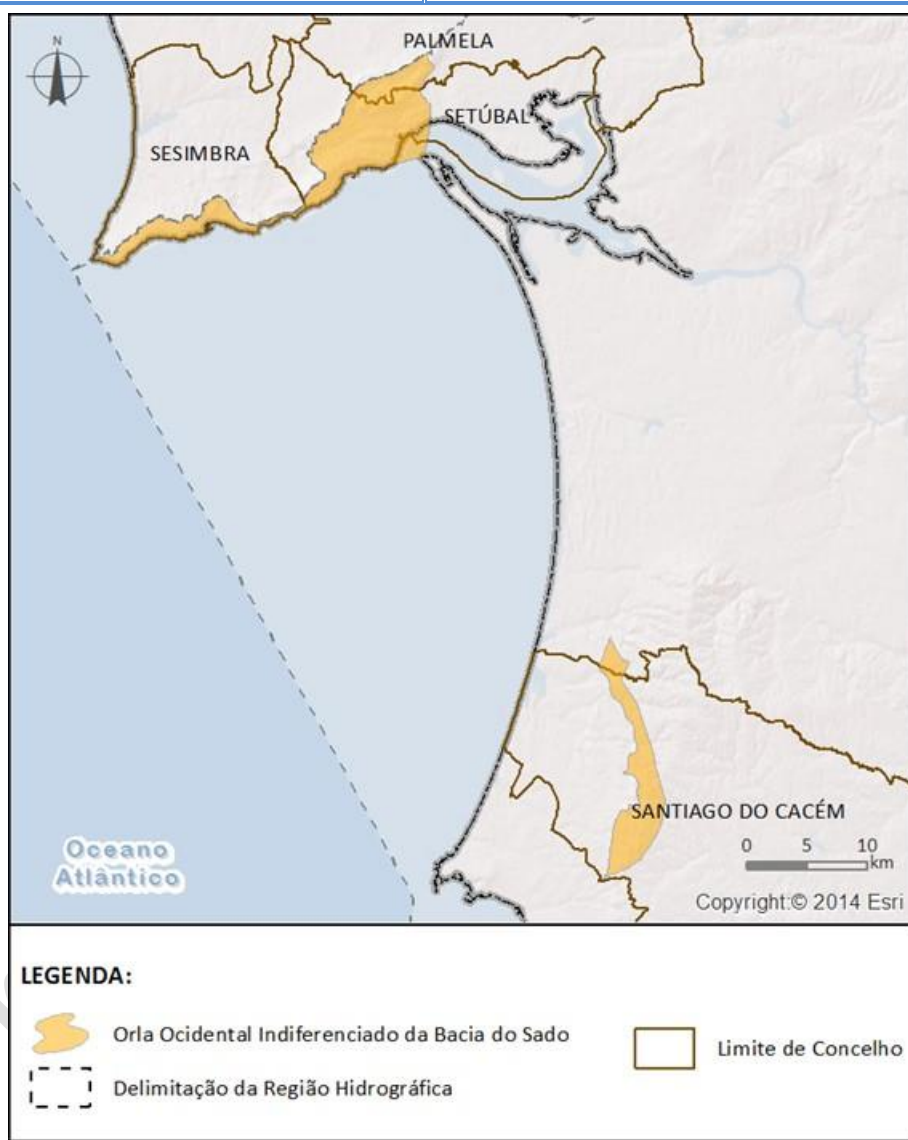 N
PALMELA
SETÚBAL
SESIMBRA
SANTIAGO DO CACÉM
0 5 10
km
Oceano
Atlântico
Copyright:© 2014 Esri
LEGENDA:
Orla Ocidental Indiferenciado da Bacia do Sado
Limite de Concelho
Delimitação da Região Hidrográfica